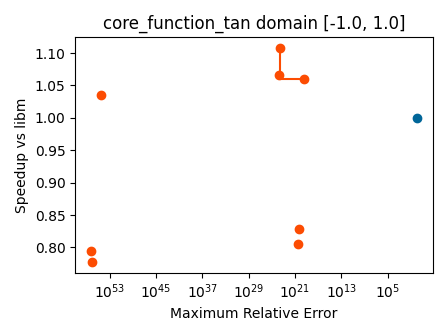 core_function_tan domain [-1.0, 1.0]
Speedup vs libm
1.10
1.05
1.00
0.95
0.90
0.85
0.80
10^53 10^45 10^37 10^29 10^21 10^13 10^5
Maximum Relative Error